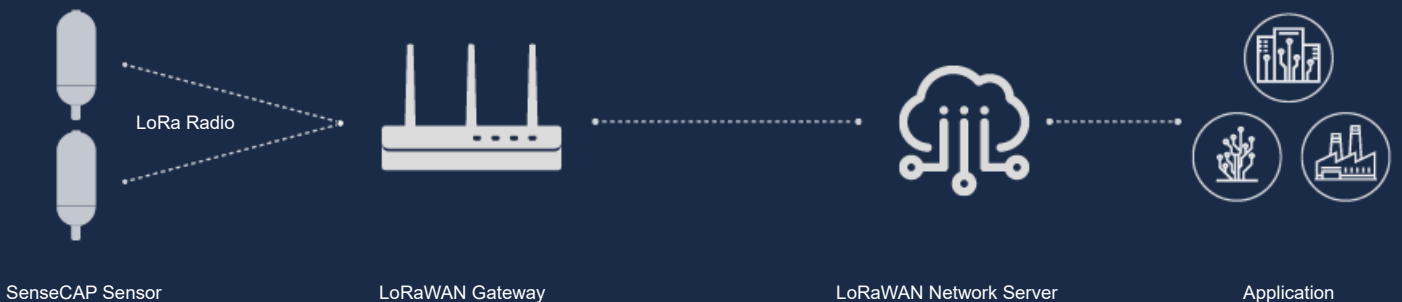 LoRa Radio
SenseCAP Sensor
LoRaWAN Gateway
LoRaWAN Network Server
Application